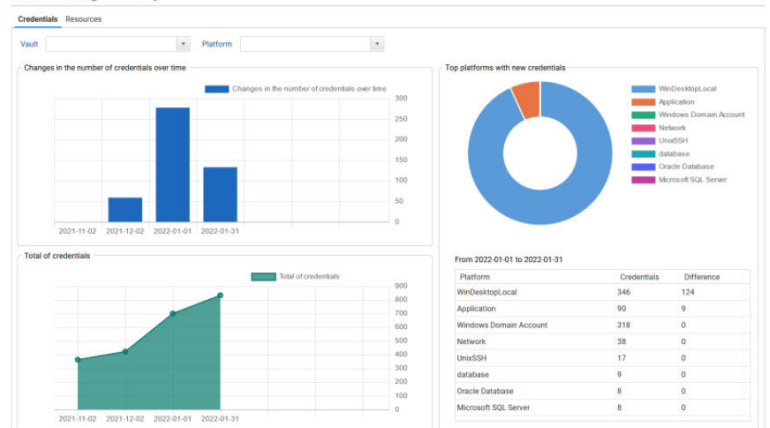 Credentials Resources
Vault Platform
Changes in the number of credentials over time
Changes in the number of credentials over time
300
250
200
150
100
50
0
2021-11-02 2021-12-02 2022-01-01 2022-01-31
Total of credentials
Total of credentials
900
800
700
600
500
400
300
200
100
0
2021-11-02 2021-12-02 2022-01-01 2022-01-31
Top platforms with new credentials
WinDesktopLocal
Application
Windows Domain Account
Network
UnixSSH
database
Oracle Database
Microsoft SQL Server
From 2022-01-01 to 2022-01-31
Platform Credentials Difference
WinDesktopLocal 346 124
Application 90 9
Windows Domain Account 318 0
Network 38 0
UnixSSH 17 0
database 9 0
Oracle Database 8 0
Microsoft SQL Server 8 0